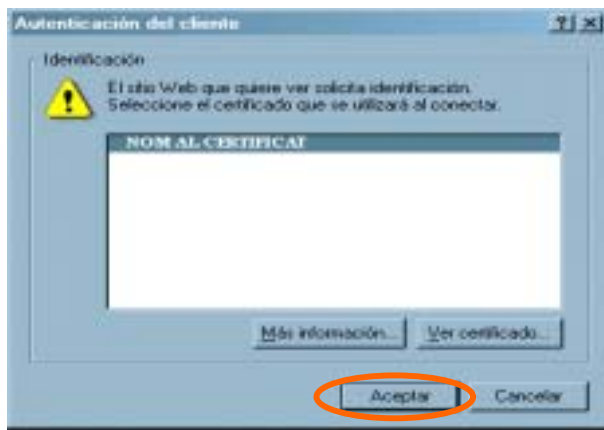 Autenticación del cliente
Identificación
El sitio Web que quiere ver solicita identificación.
Seleccione el certificado que se utilizará al conectar.
NOM AL CERTIFICAT
Más información... Ver certificado...
Aceptar Cancelar